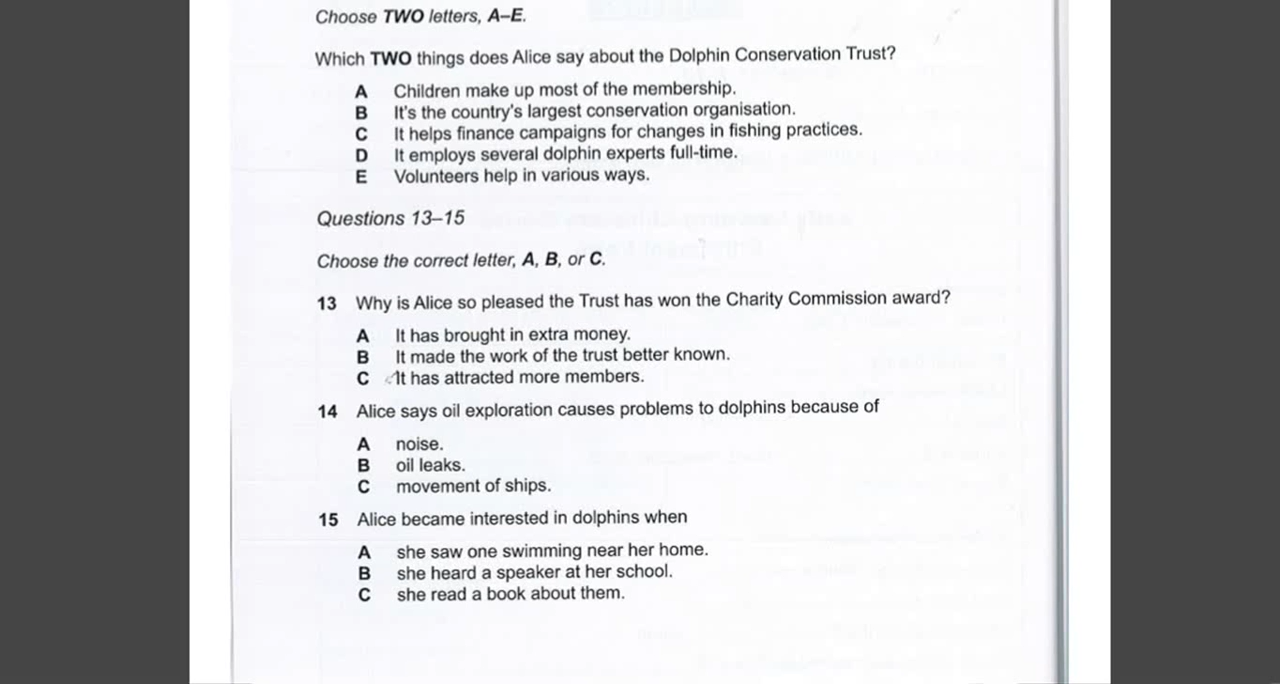 Choose TWO letters, A–E.
Which TWO things does Alice say about the Dolphin Conservation Trust?
A Children make up most of the membership.
B It's the country's largest conservation organisation.
C It helps finance campaigns for changes in fishing practices.
D It employs several dolphin experts full-time.
E Volunteers help in various ways.
Questions 13–15
Choose the correct letter, A, B, or C.
13 Why is Alice so pleased the Trust has won the Charity Commission award?
A It has brought in extra money.
B It made the work of the trust better known.
C It has attracted more members.
14 Alice says oil exploration causes problems to dolphins because of
A noise.
B oil leaks.
C movement of ships.
15 Alice became interested in dolphins when
A she saw one swimming near her home.
B she heard a speaker at her school.
C she read a book about them.